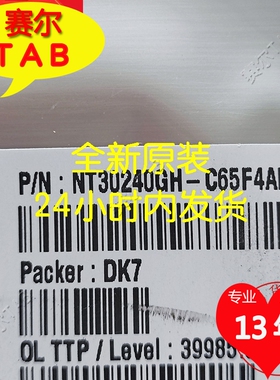 赛尔
TAB
全新原装
P/N : NT30240GH-C65F4A
24小时内发货
Packer : DK7
专业
13
OL TTP / Level : 39985